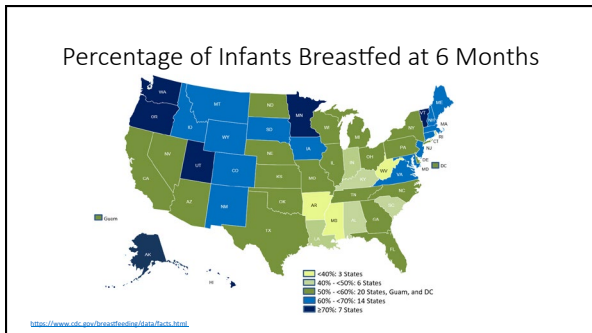 Percentage of Infants Breastfed at 6 Months
WA
OR
ID
MT
ND
MN
WI
MI
NY
ME
VT
NH
MA
RI
CT
NJ
DE
MD
DC
NV
UT
WY
SD
IA
NE
CO
KS
MO
IL
IN
OH
PA
WV
VA
CA
AZ
NM
OK
AR
TN
NC
TX
LA
MS
AL
GA
FL
Guam
AK
HI
<40%: 3 States
40% - <50%: 6 States
50% - <60%: 20 States, Guam, and DC
60% - <70%: 14 States
≥70%: 7 States
https://www.cdc.gov/breastfeeding/data/facts.html